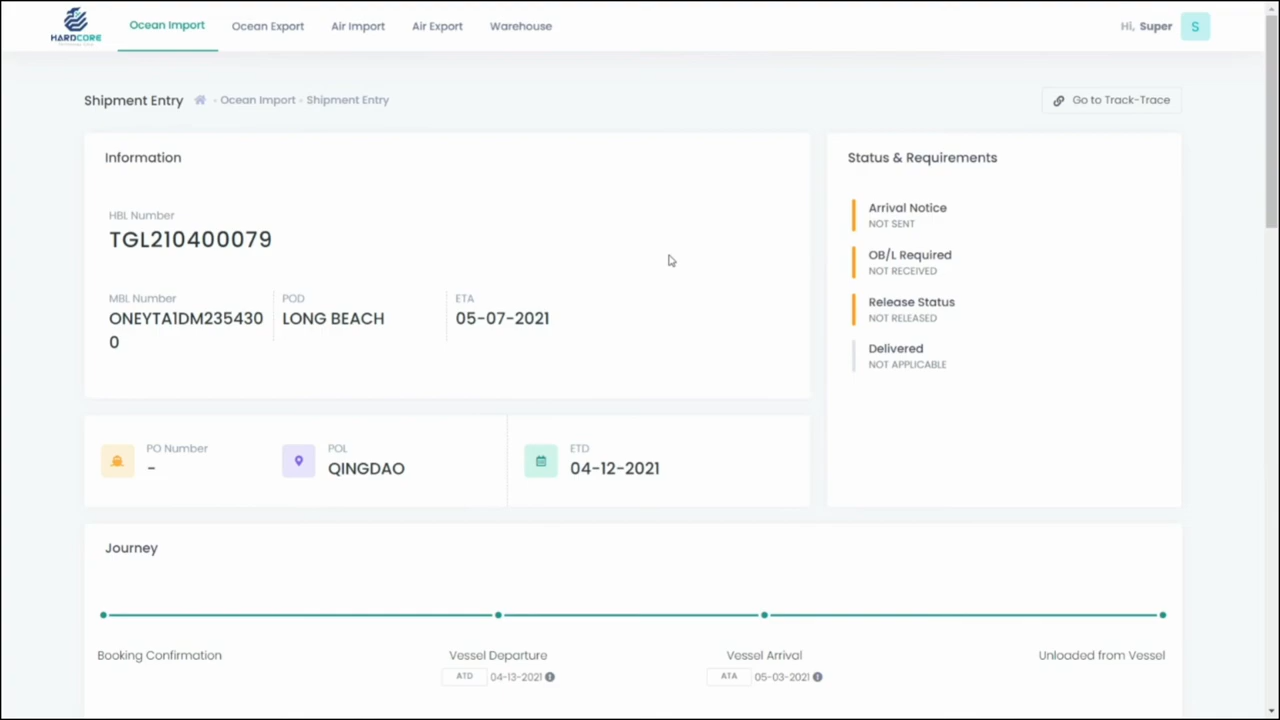 HARDCORE
Ocean Import
Ocean Export
Air Import
Air Export
Warehouse
Hi, Super
S
Shipment Entry
Ocean Import
Shipment Entry
Go to Track-Trace
Information
HBL Number
TGL210400079
MBL Number
ONEYTA1DM235430
0
POD
LONG BEACH
ETA
05-07-2021
Status & Requirements
Arrival Notice
NOT SENT
OB/L Required
NOT RECEIVED
Release Status
NOT RELEASED
Delivered
NOT APPLICABLE
PO Number
-
POL
QINGDAO
ETD
04-12-2021
Journey
Booking Confirmation
Vessel Departure
ATD 04-13-2021
Vessel Arrival
ATA 05-03-2021
Unloaded from Vessel